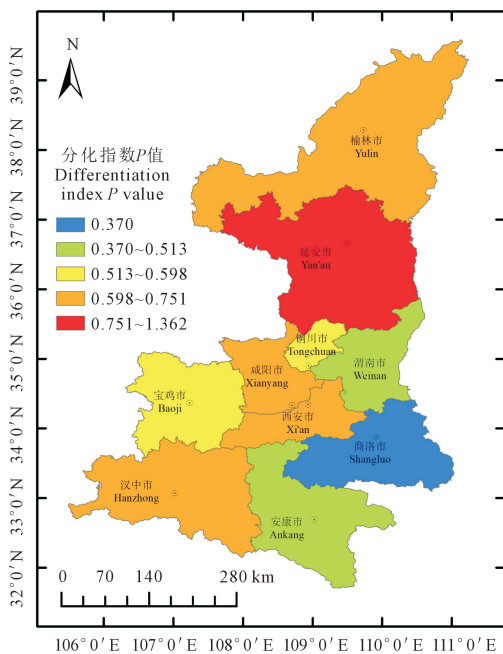 N
分化指数P值
Differentiation
index P value
0.370
0.370~0.513
0.513~0.598
0.598~0.751
0.751~1.362
榆林市
Yulin
延安市
Yan'an
铜川市
Tongchuan
渭南市
Weinan
咸阳市
Xianyang
宝鸡市
Baoji
西安市
Xi'an
商洛市
Shangluo
汉中市
Hanzhong
安康市
Ankang
0 70 140 280 km
39°0′N
38°0′N
37°0′N
36°0′N
35°0′N
34°0′N
33°0′N
32°0′N
106°0′E 107°0′E 108°0′E 109°0′E 110°0′E 111°0′E